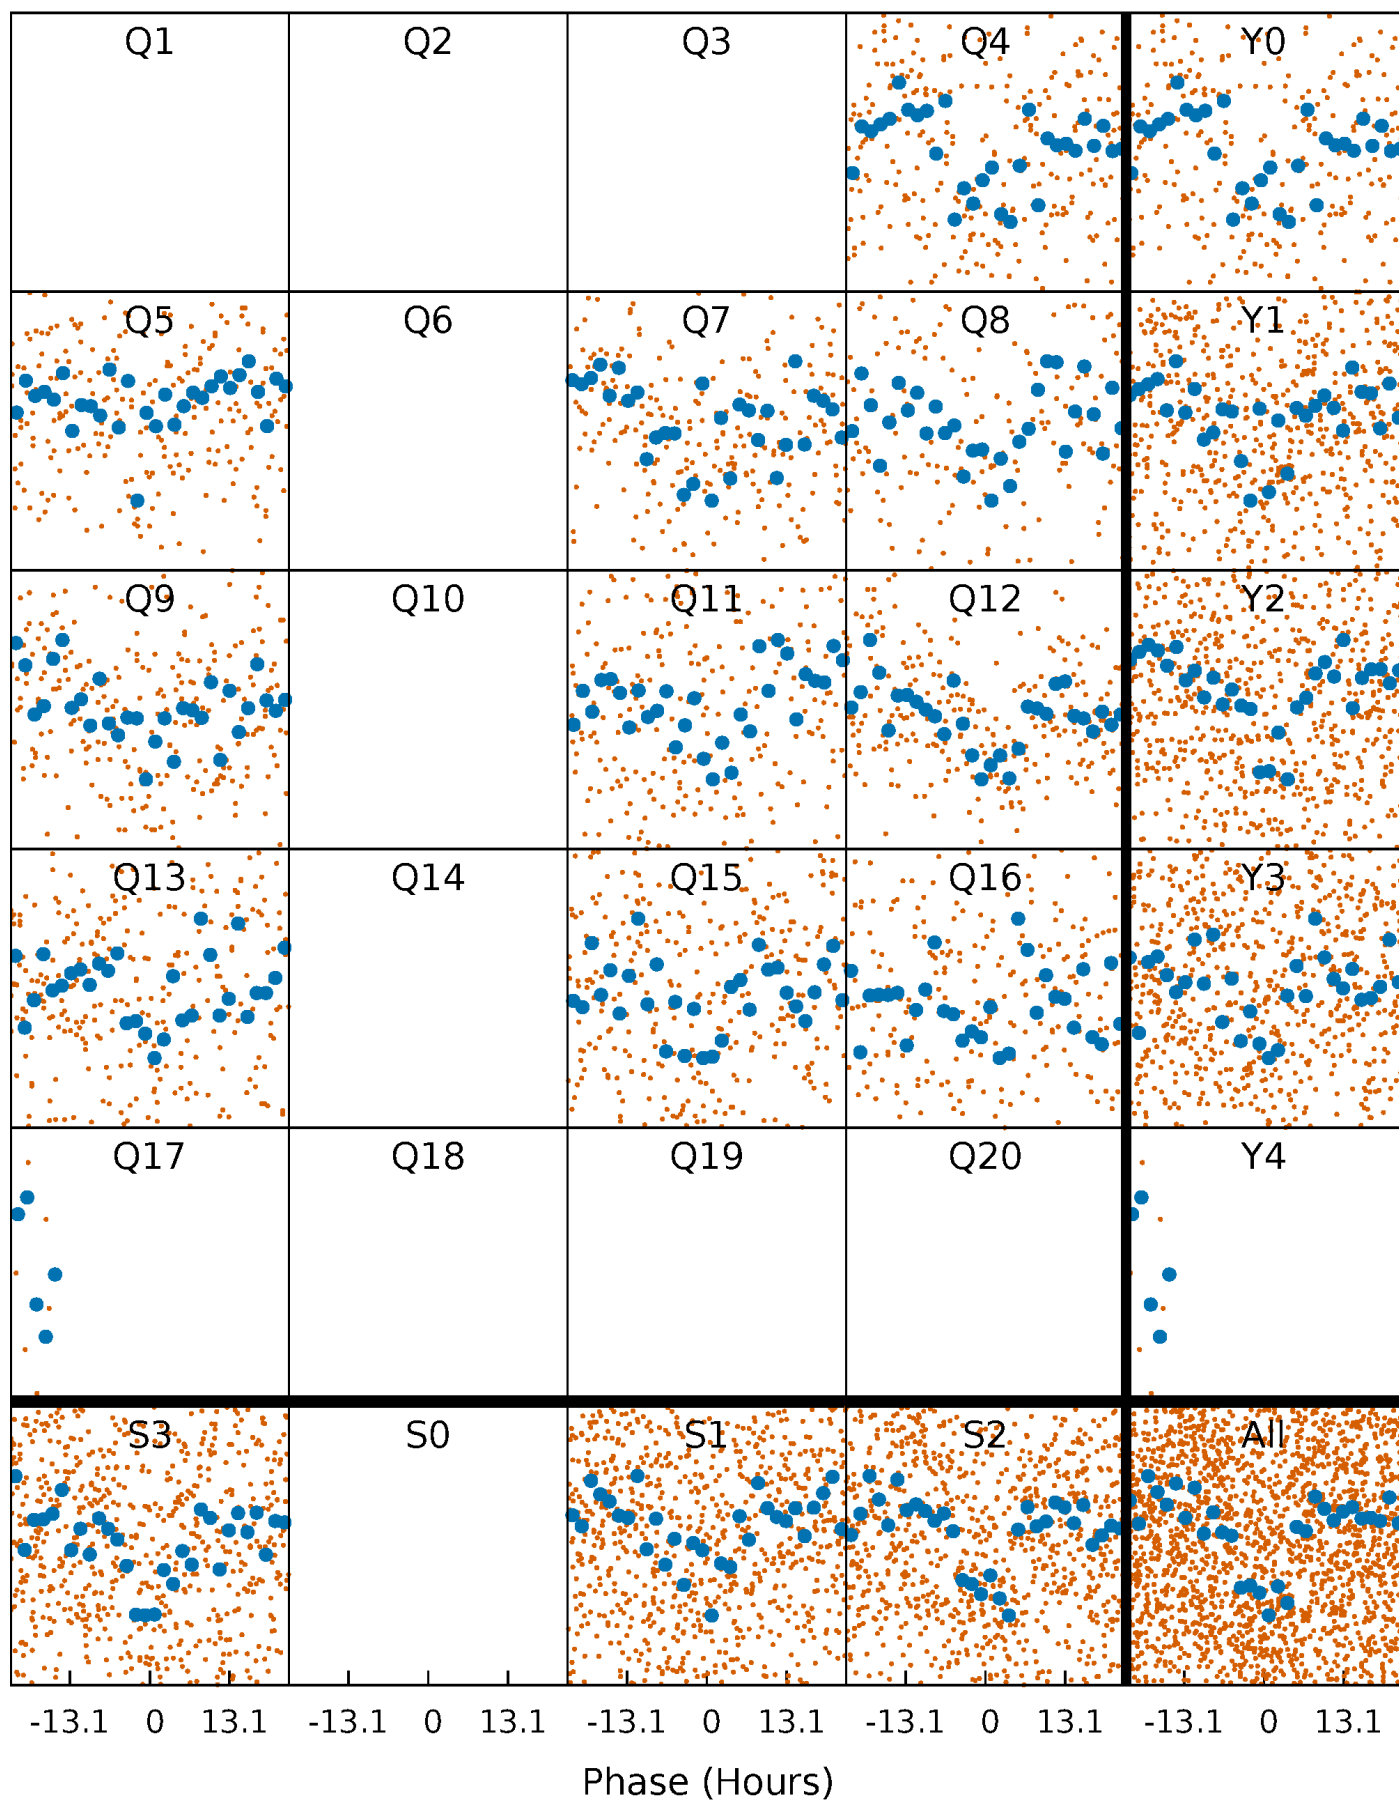 Q1 Q2 Q3 Q4 Y0
Q5 Q6 Q7 Q8 Y1
Q9 Q10 Q11 Q12 Y2
Q13 Q14 Q15 Q16 Y3
Q17 Q18 Q19 Q20 Y4
S3 S0 S1 S2 All
-13.1 0 13.1 -13.1 0 13.1 -13.1 0 13.1 -13.1 0 13.1 -13.1 0 13.1
Phase (Hours)